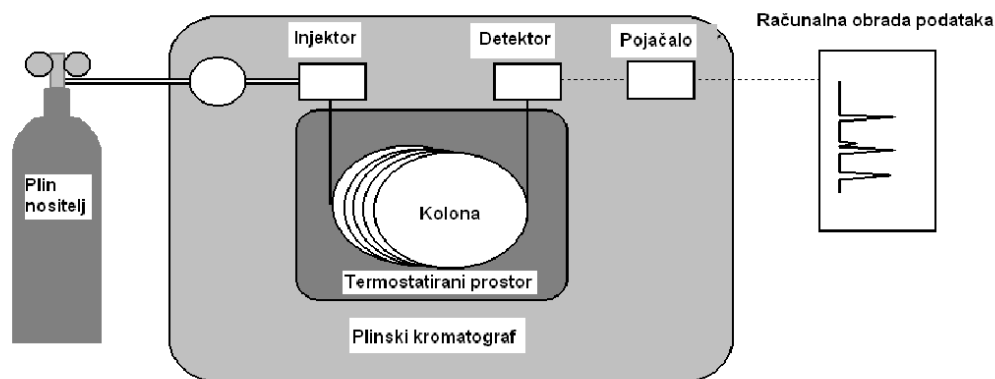 Računalna obrada podataka
Injektor
Detektor
Pojačalo
Plin
nositelj
Kolona
Termostatirani prostor
Plinski kromatograf